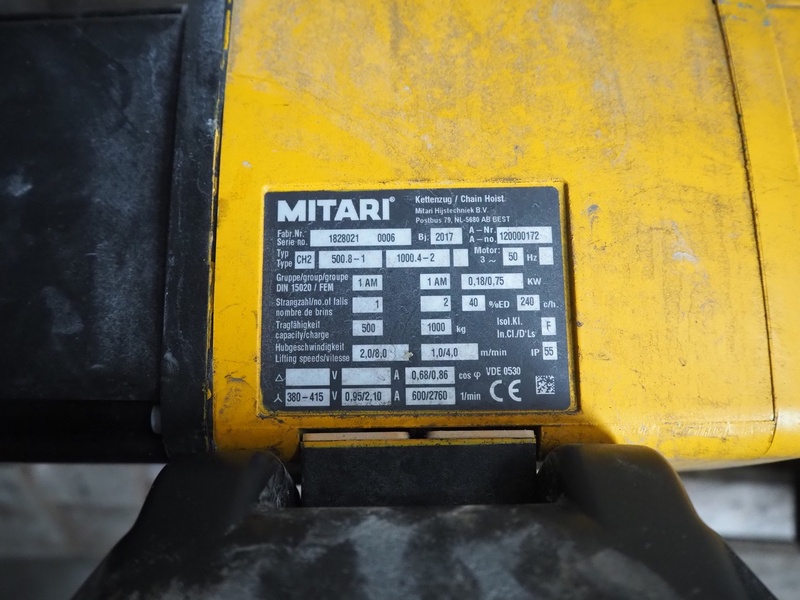 MITARI®
Kettenzug / Chain Hoist
Mitari Hijstechniek B.V.
Postbus 79, NL-5680 AB BEST
Fabr.Nr. Serie no. 1828021 0006 Bj: 2017 A-Nr. A-no. 120000172
Typ Type CH2 500.8-1 1000.4-2 Motor: 3 ~ 50 Hz
Gruppe/group/groupe DIN 15020 / FEM 1 AM 1 AM 0,18/0,75 KW
Strangzahl/no.of falls nombre de brins 1 2 40 %ED 240 c/h.
Tragfähigkeit capacity/charge 500 1000 kg Isol.Kl. In.Cl./D'Ls F
Hubgeschwindigkeit Lifting speeds/vitesse 2,0/8,0 1,0/4,0 m/min IP 55
△ V A 0,68/0,86 cos φ VDE 0530
⅄ 380-415 V 0,95/2,10 A 600/2760 1/min CE